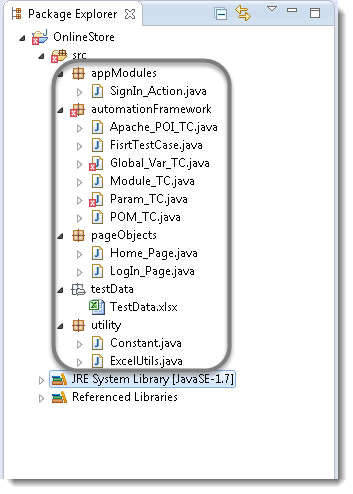 Package Explorer
OnlineStore
src
appModules
SignIn_Action.java
automationFramework
Apache_POI_TC.java
FisrtTestCase.java
Global_Var_TC.java
Module_TC.java
Param_TC.java
POM_TC.java
pageObjects
Home_Page.java
LogIn_Page.java
testData
TestData.xlsx
utility
Constant.java
ExcelUtils.java
JRE System Library [JavaSE-1.7]
Referenced Libraries